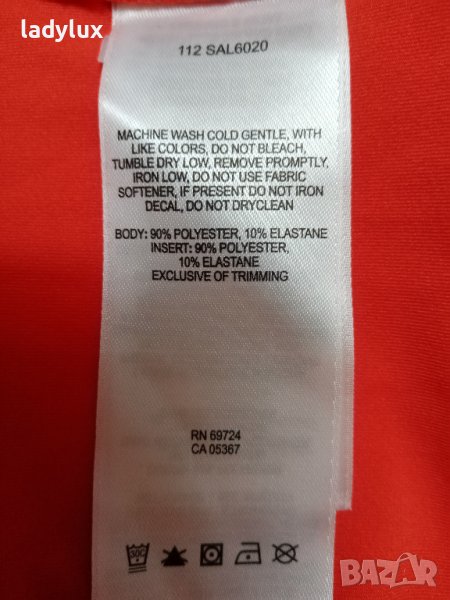 ladylux
112 SAL6020
MACHINE WASH COLD GENTLE, WITH
LIKE COLORS, DO NOT BLEACH,
TUMBLE DRY LOW, REMOVE PROMPTLY,
IRON LOW, DO NOT USE FABRIC
SOFTENER, IF PRESENT DO NOT IRON
DECAL, DO NOT DRYCLEAN
BODY: 90% POLYESTER, 10% ELASTANE
INSERT: 90% POLYESTER,
10% ELASTANE
EXCLUSIVE OF TRIMMING
RN 69724
CA 05367
30C
BAZAR